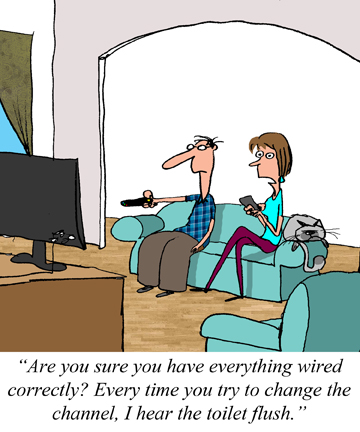 “Are you sure you have everything wired
correctly? Every time you try to change the
channel, I hear the toilet flush.”